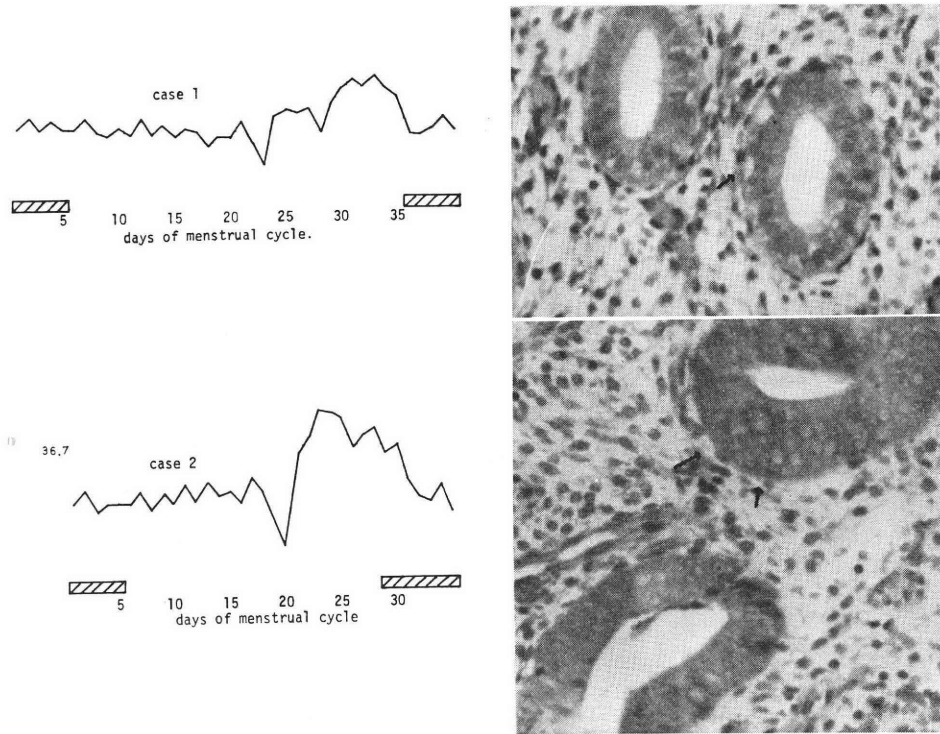 case 1
5 10 15 20 25 30 35
days of menstrual cycle.
36.7
case 2
5 10 15 20 25 30
days of menstrual cycle